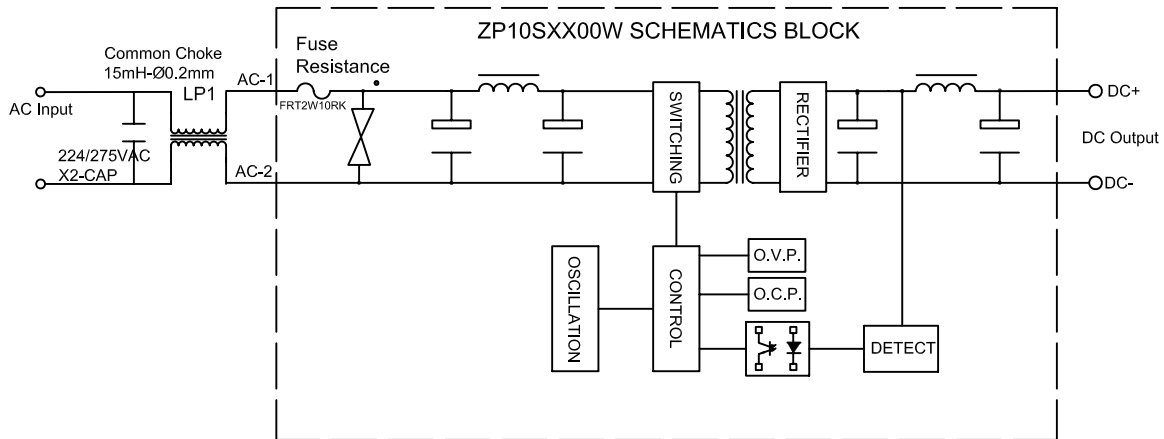 ZP10SXX00W SCHEMATICS BLOCK
Common Choke
15mH-Ø0.2mm
LP1
AC-1
Fuse
Resistance
FRT2W10RK
AC Input
224/275VAC
X2-CAP
AC-2
SWITCHING
RECTIFIER
DC+
DC Output
DC-
OSCILLATION
CONTROL
O.V.P.
O.C.P.
DETECT